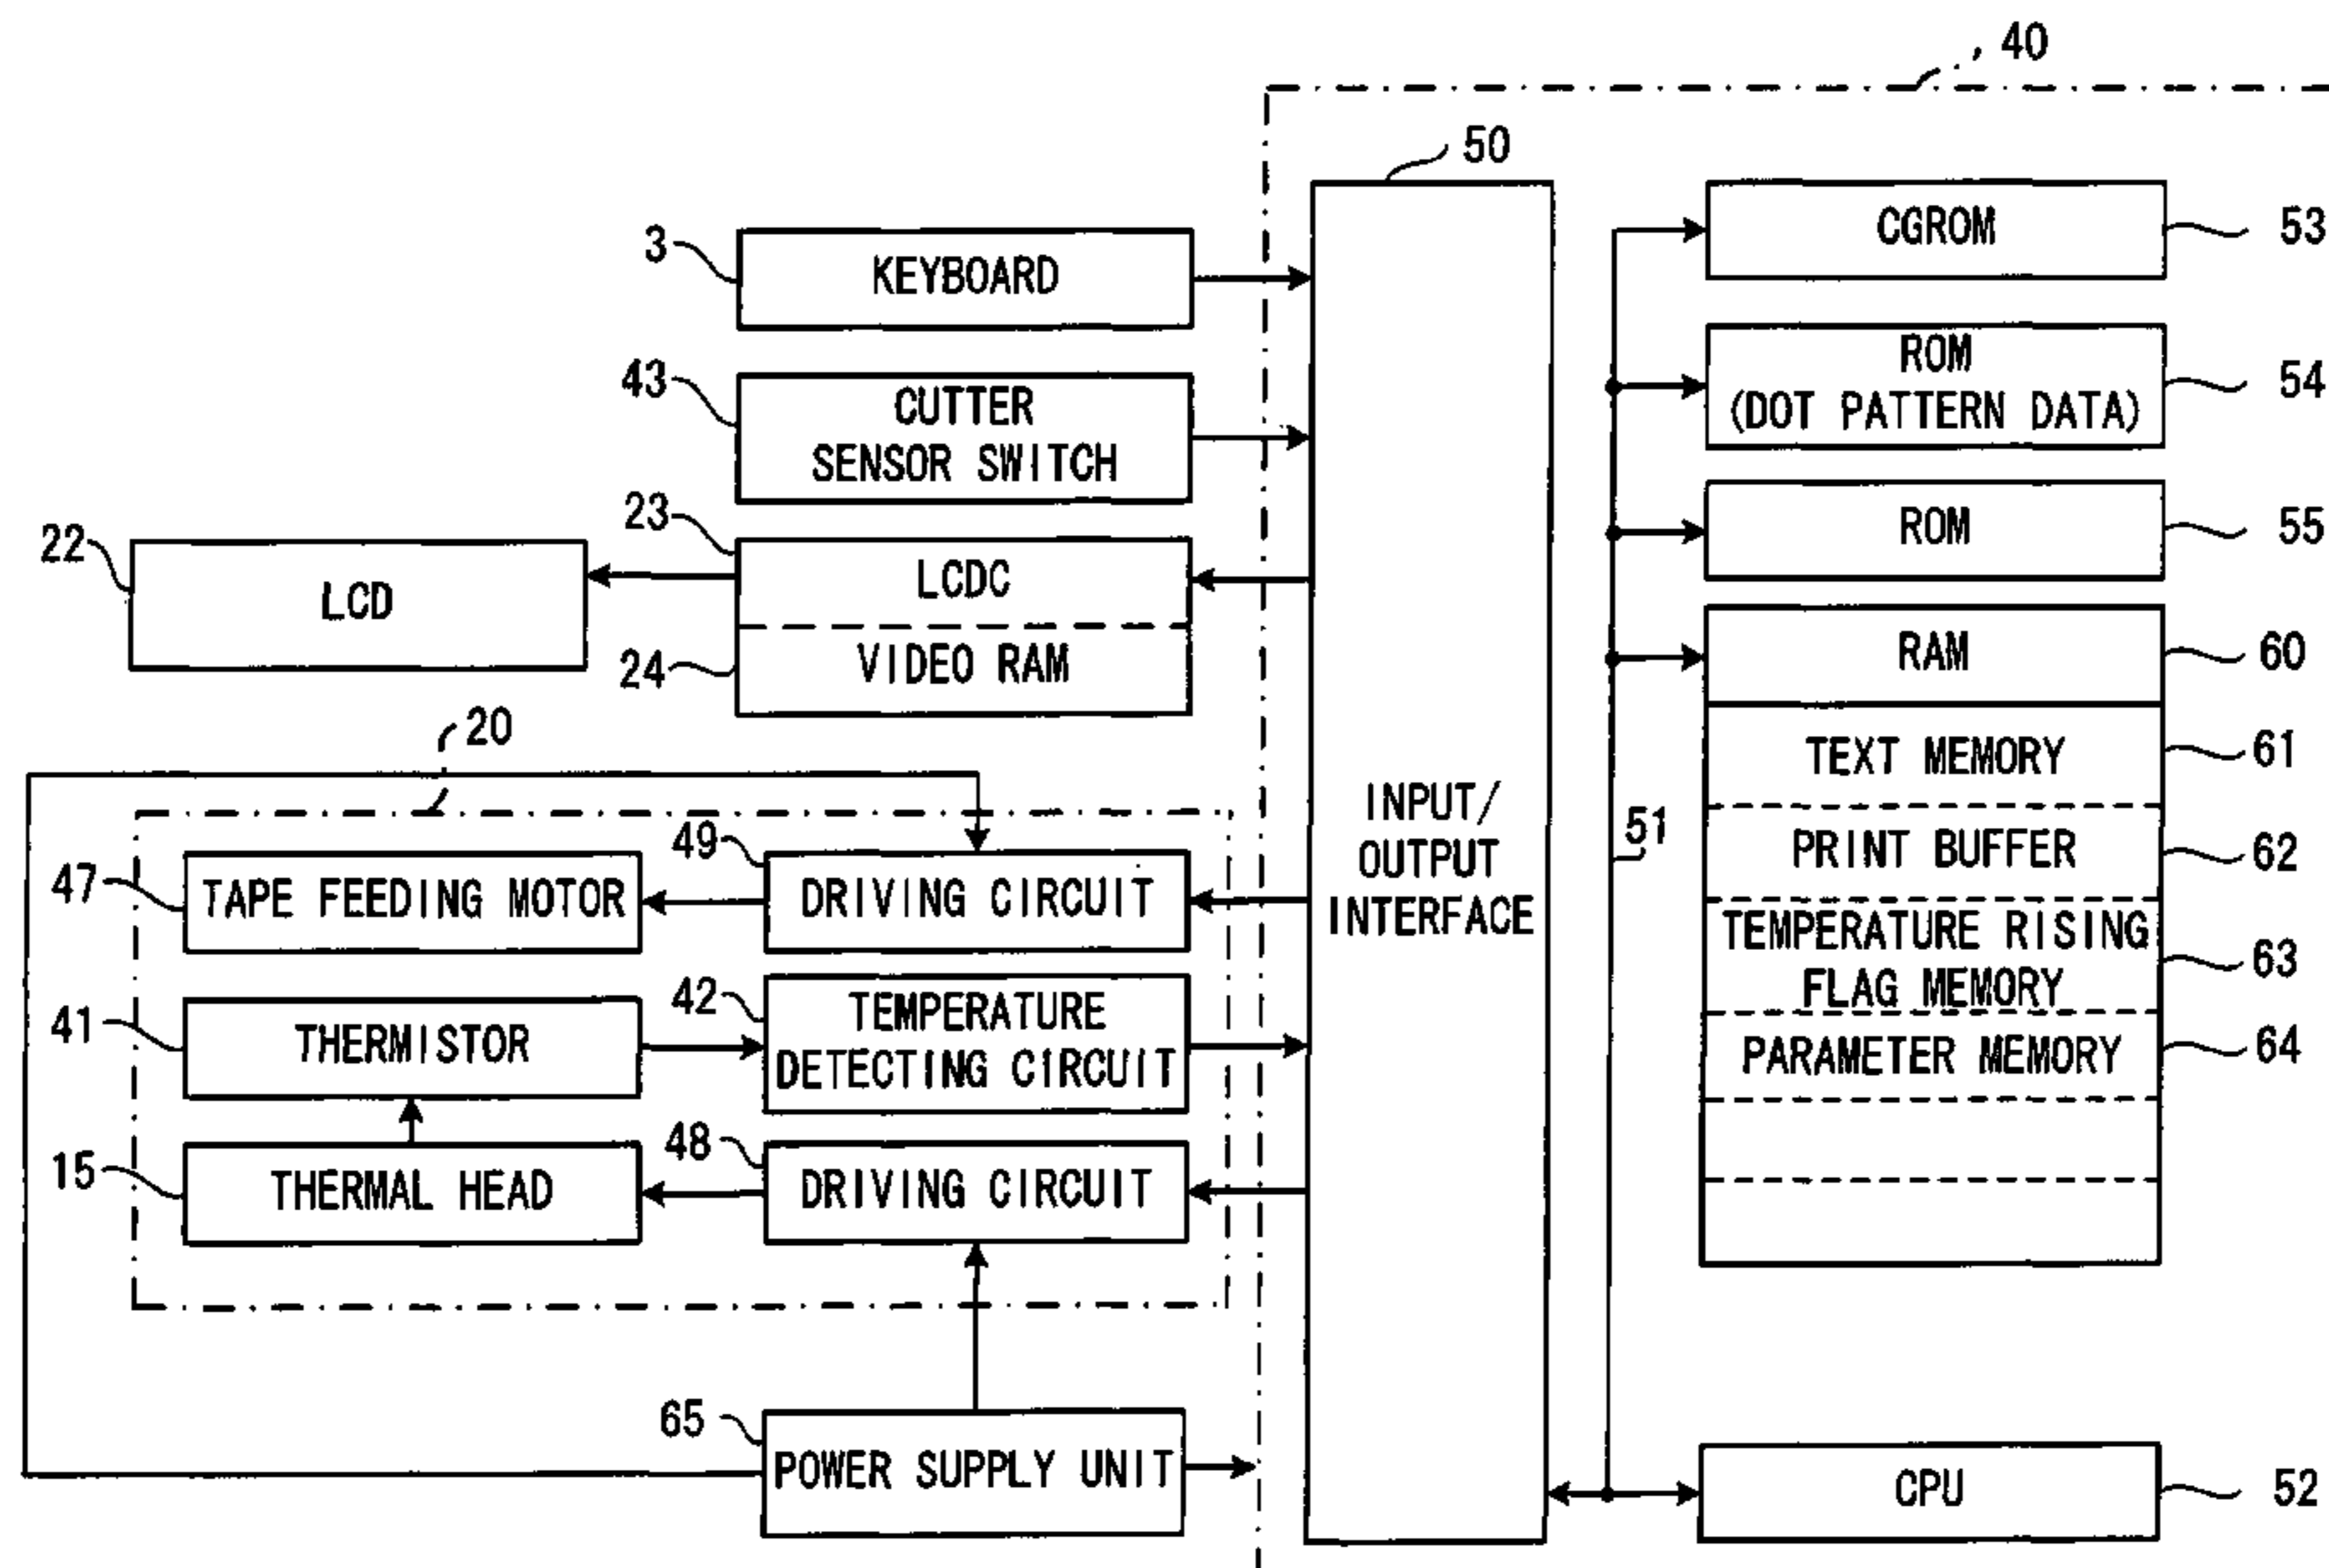 40
50
CGROM
53
3
KEYBOARD
ROM
(DOT PATTERN DATA)
54
43
CUTTER
SENSOR SWITCH
ROM
55
22
LCD
23
LCDC
24
VIDEO RAM
RAM
60
TEXT MEMORY
61
PRINT BUFFER
62
TEMPERATURE RISING
FLAG MEMORY
63
PARAMETER MEMORY
64
20
INPUT/
OUTPUT
INTERFACE
51
47
TAPE FEEDING MOTOR
49
DRIVING CIRCUIT
41
THERMISTOR
42
TEMPERATURE
DETECTING CIRCUIT
15
THERMAL HEAD
48
DRIVING CIRCUIT
65
POWER SUPPLY UNIT
CPU
52